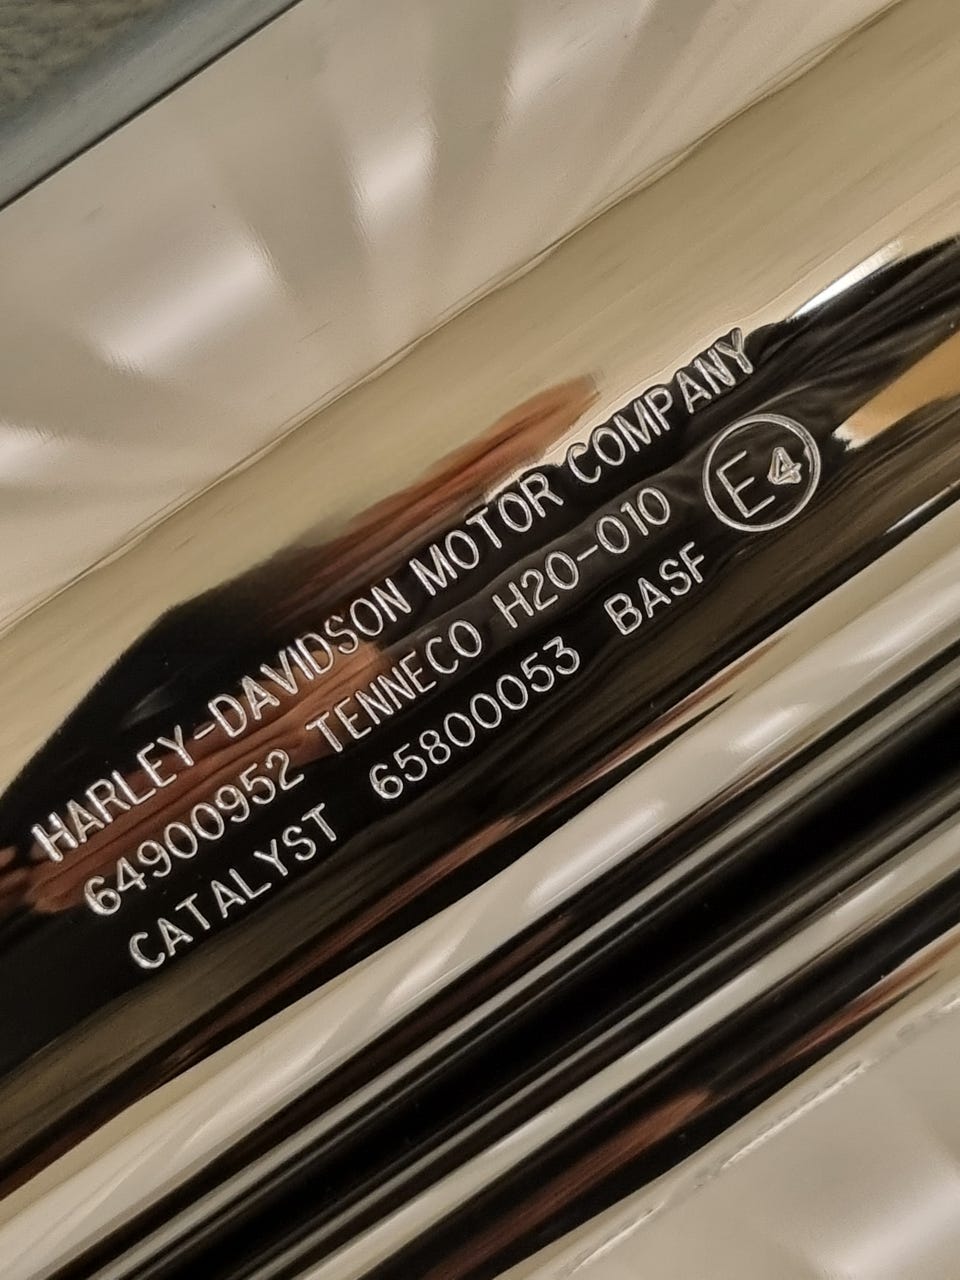 HARLEY-DAVIDSON MOTOR COMPANY
64900952 TENNECO H20-010 E4
CATALYST 65800053 BASF